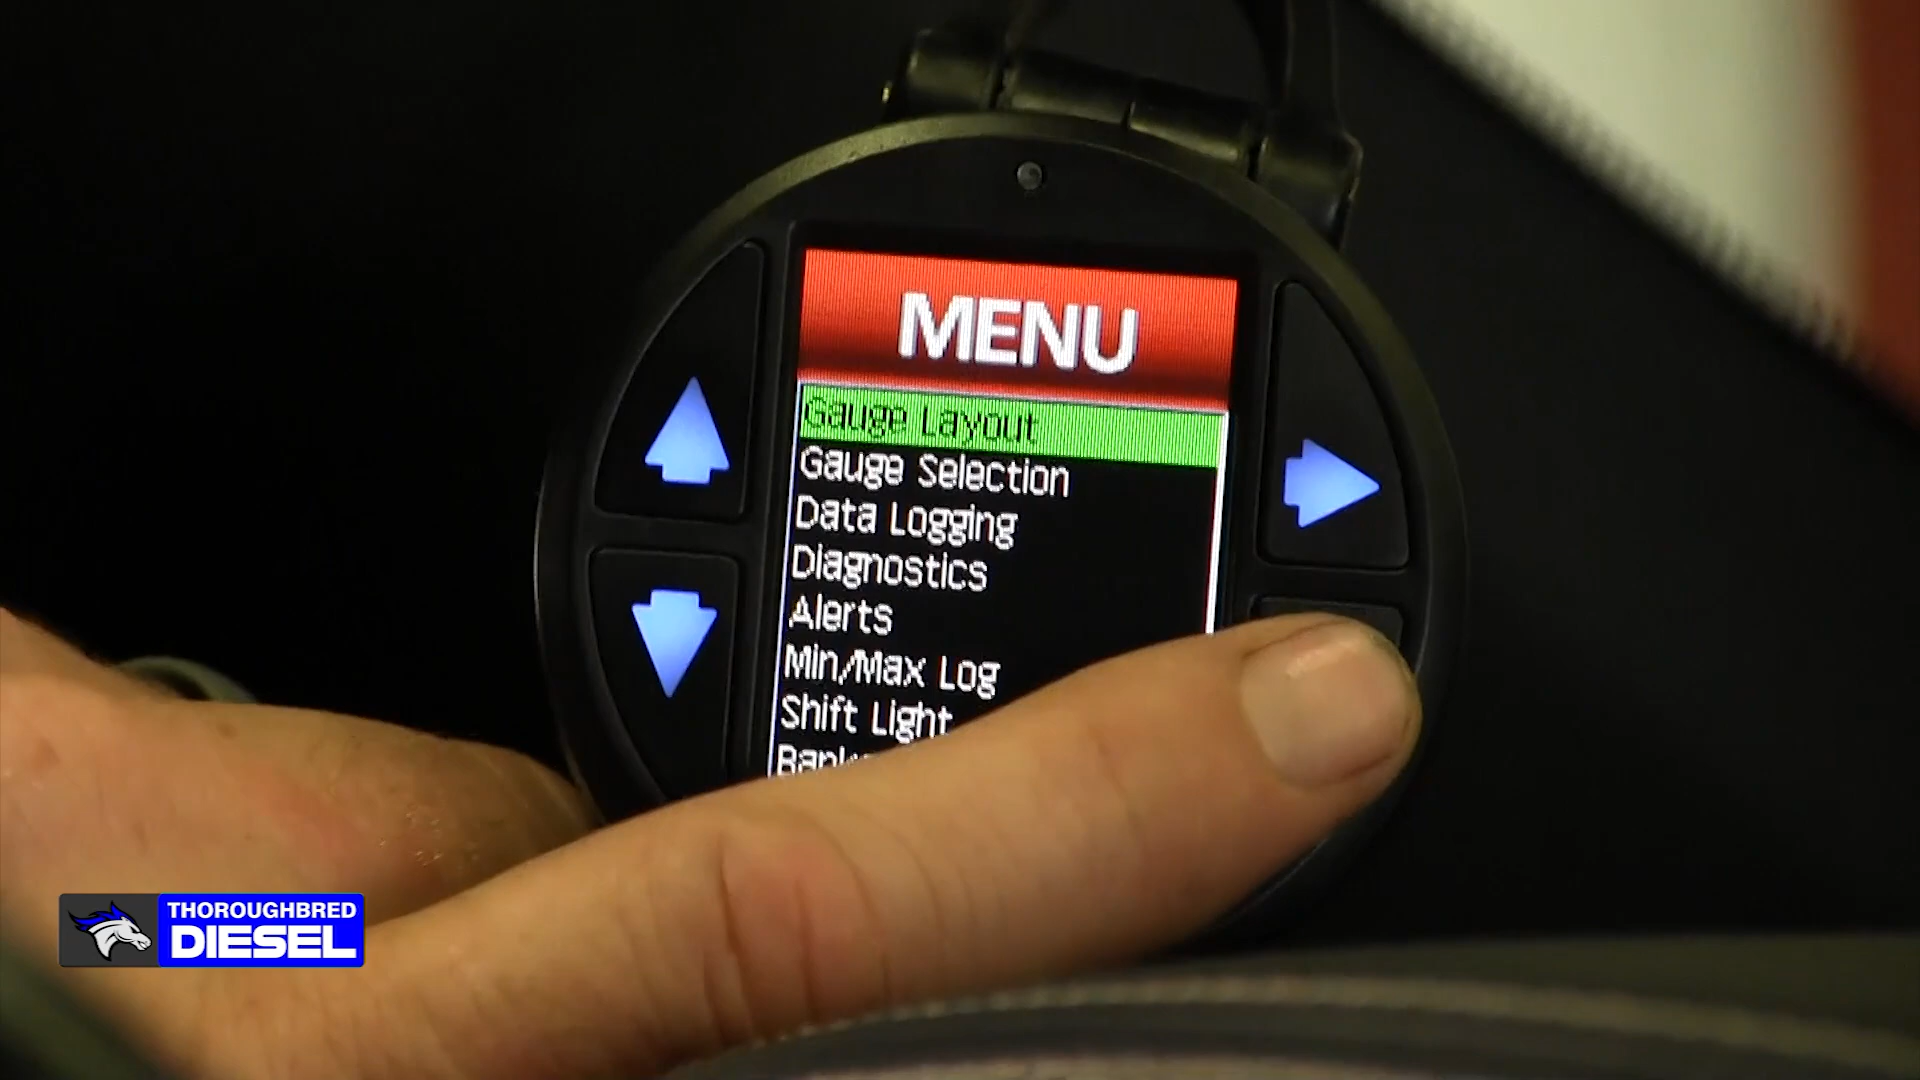 MENU
Gauge Layout
Gauge Selection
Data Logging
Diagnostics
Alerts
Min/Max Log
Shift Light
THOROUGHBRED
DIESEL